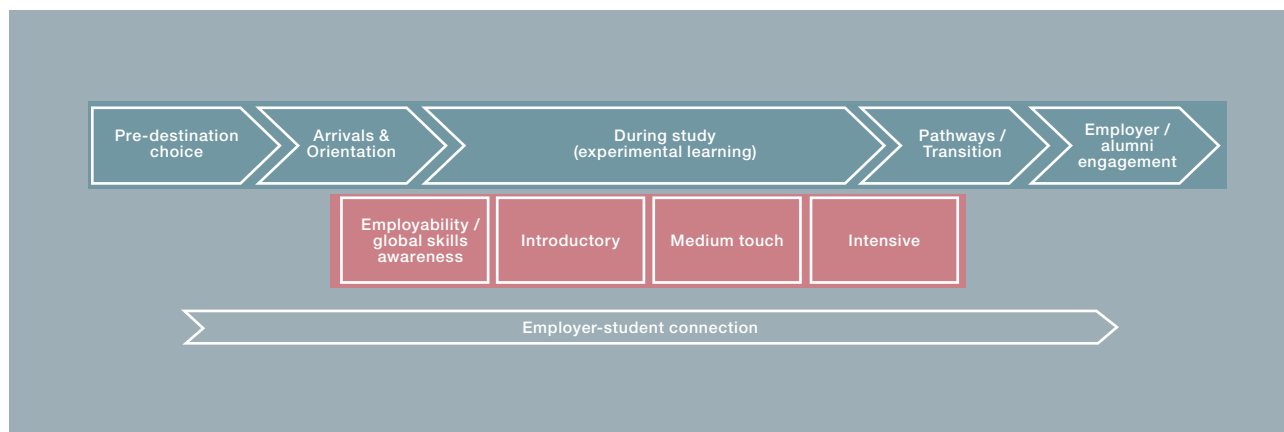 Pre-destination
choice
Arrivals &
Orientation
During study
(experimental learning)
Pathways /
Transition
Employer /
alumni
engagement
Employability /
global skills
awareness
Introductory
Medium touch
Intensive
Employer-student connection